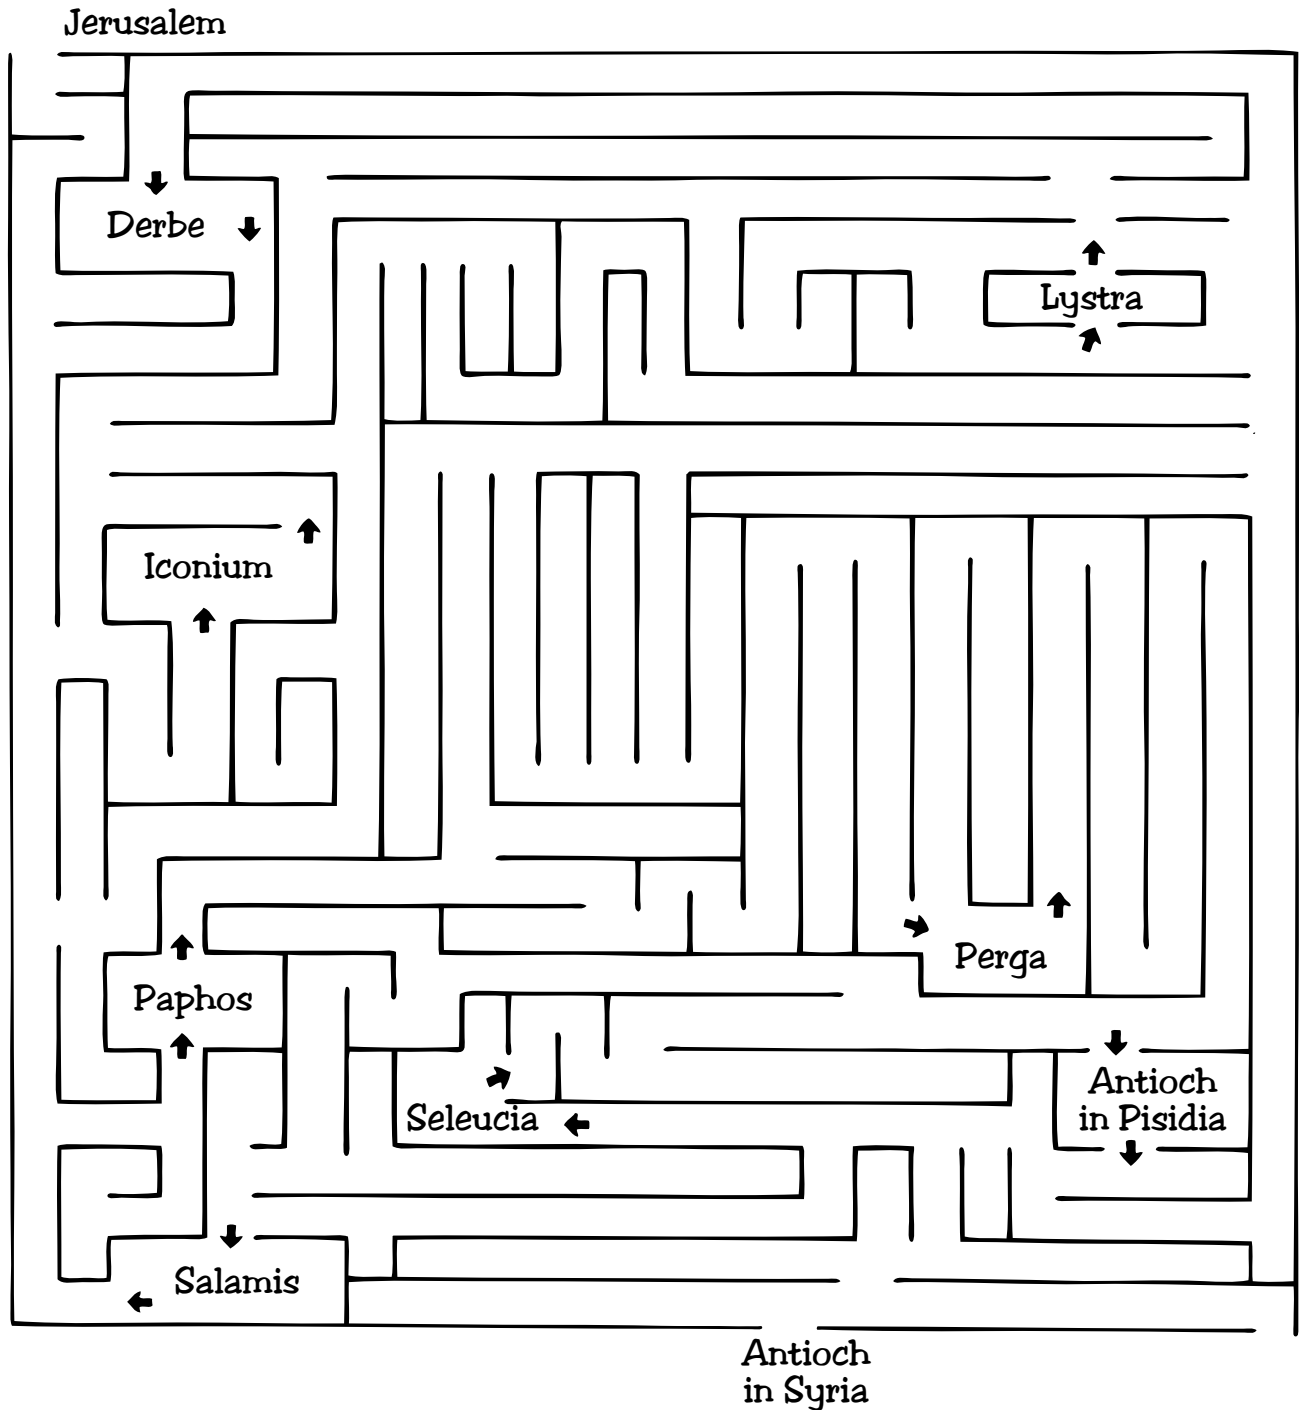 Jerusalem
Derbe
Lystra
Iconium
Perga
Paphos
Antioch
in Pisidia
Seleucia
Salamis
Antioch
in Syria